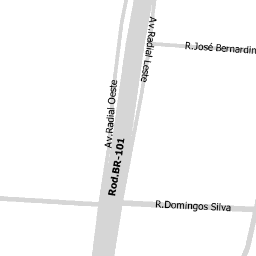 Av.Radial Leste
R.José Bernardin
Av.Radial Oeste
Rod.BR-101
R.Domingos Silva